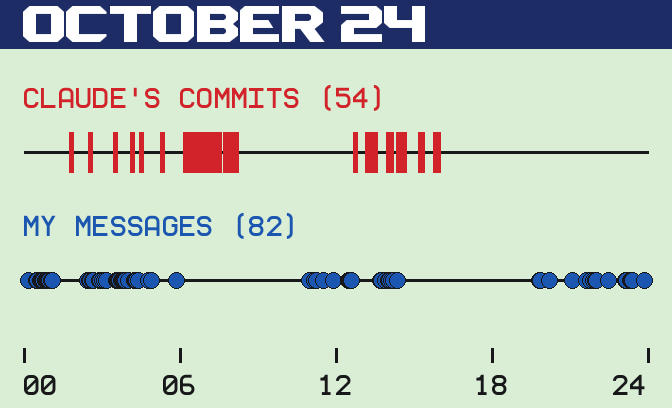 OCTOBER 24
CLAUDE'S COMMITS (54)
MY MESSAGES (82)
00 06 12 18 24